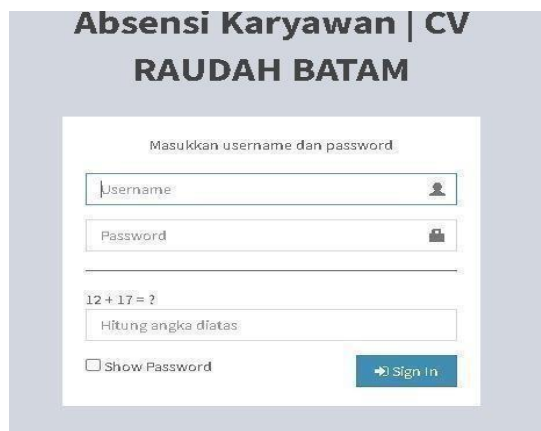 Absensi Karyawan | CV
RAUDAH BATAM
Masukkan username dan password
Username
Password
12 + 17 = ?
Hitung angka diatas
Show Password
Sign In